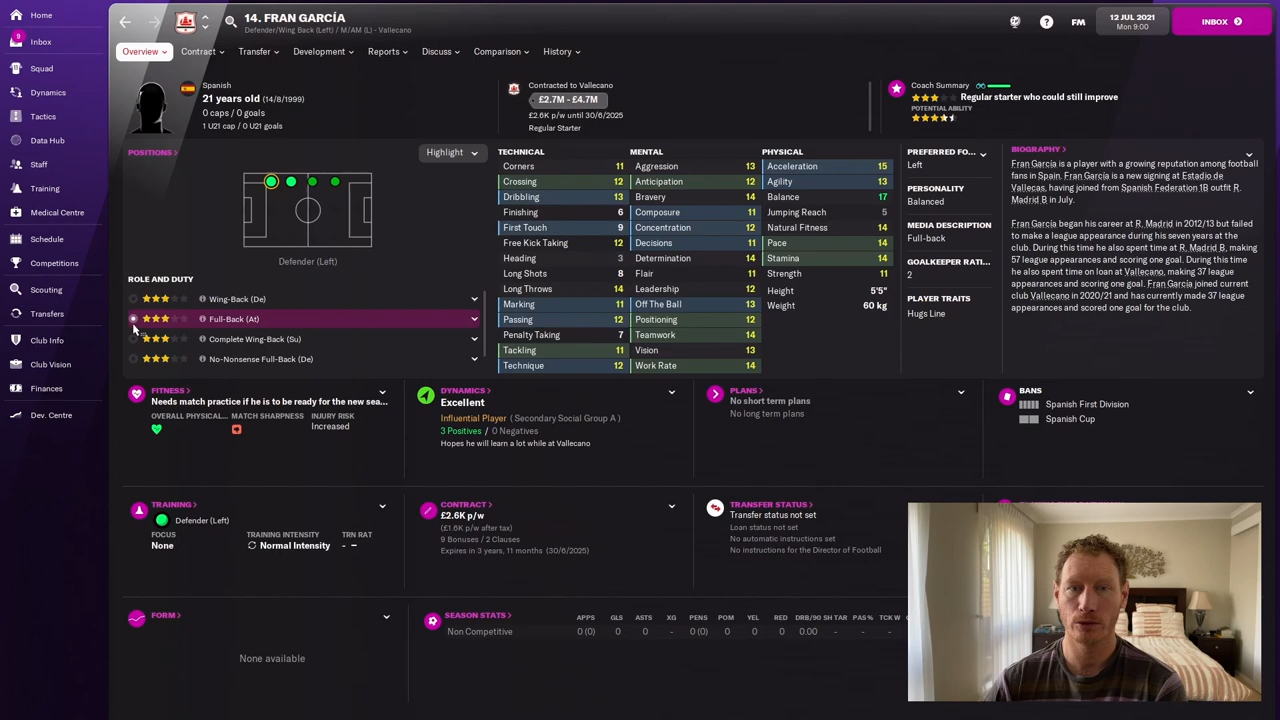 Home
9
Inbox
Squad
Dynamics
Tactics
Data Hub
Staff
Training
Medical Centre
Schedule
Competitions
Scouting
Transfers
Club Info
Club Vision
Finances
Dev. Centre
14. FRAN GARCÍA
Defender/Wing Back (Left) / M/AM (L) - Vallecano
?
FM
12 JUL 2021
Mon 9:00
INBOX
Overview
Contract
Transfer
Development
Reports
Discuss
Comparison
History
Spanish
21 years old (14/8/1999)
0 caps / 0 goals
1 U21 cap / 0 U21 goals
Contracted to Vallecano
£2.7M - £4.7M
£2.6K p/w until 30/6/2025
Regular Starter
Coach Summary
Regular starter who could still improve
POTENTIAL ABILITY
POSITIONS >
Highlight
Defender (Left)
ROLE AND DUTY
Wing-Back (De)
Full-Back (At)
Complete Wing-Back (Su)
No-Nonsense Full-Back (De)
TECHNICAL
Corners 11
Crossing 12
Dribbling 13
Finishing 6
First Touch 9
Free Kick Taking 12
Heading 3
Long Shots 8
Long Throws 14
Marking 11
Passing 12
Penalty Taking 7
Tackling 11
Technique 12
MENTAL
Aggression 13
Anticipation 12
Bravery 14
Composure 11
Concentration 12
Decisions 11
Determination 14
Flair 11
Leadership 12
Off The Ball 13
Positioning 12
Teamwork 14
Vision 13
Work Rate 14
PHYSICAL
Acceleration 15
Agility 13
Balance 17
Jumping Reach 5
Natural Fitness 14
Pace 14
Stamina 14
Strength 11
Height 5'5"
Weight 60 kg
PREFERRED FO...
Left
PERSONALITY
Balanced
MEDIA DESCRIPTION
Full-back
GOALKEEPER RATI...
2
PLAYER TRAITS
Hugs Line
BIOGRAPHY >
Fran García is a player with a growing reputation among football
fans in Spain. Fran García is a new signing at Estadio de
Vallecas, having joined from Spanish Federation 1B outfit R.
Madrid B in July.
Fran García began his career at R. Madrid in 2012/13 but failed
to make a league appearance during his seven years at the
club. During this time he also spent time at R. Madrid B, making
57 league appearances and scoring one goal. During this time
he also spent time on loan at Vallecano, making 37 league
appearances and scoring one goal. Fran García joined current
club Vallecano in 2020/21 and has currently made 37 league
appearances and scored one goal for the club.
FITNESS >
Needs match practice if he is to be ready for the new sea...
OVERALL PHYSICAL... MATCH SHARPNESS INJURY RISK
Increased
DYNAMICS >
Excellent
Influential Player ( Secondary Social Group A )
3 Positives / 0 Negatives
Hopes he will learn a lot while at Vallecano
PLANS >
No short term plans
No long term plans
BANS
Spanish First Division
Spanish Cup
TRAINING >
Defender (Left)
FOCUS
None
TRAINING INTENSITY
Normal Intensity
TRN RAT
- –
CONTRACT >
£2.6K p/w
(£1.6K p/w after tax)
9 Bonuses / 2 Clauses
Expires in 3 years, 11 months (30/6/2025)
TRANSFER STATUS >
Transfer status not set
Loan status not set
No automatic instructions set
No instructions for the Director of Football
FORM >
None available
SEASON STATS >
APPS GLS ASTS XG PENS POM YEL RED DRB/90 SH TAR PAS % TCK W
Non Competitive 0 (0) 0 0 - 0 (0) 0 0 0 0.00 - - -